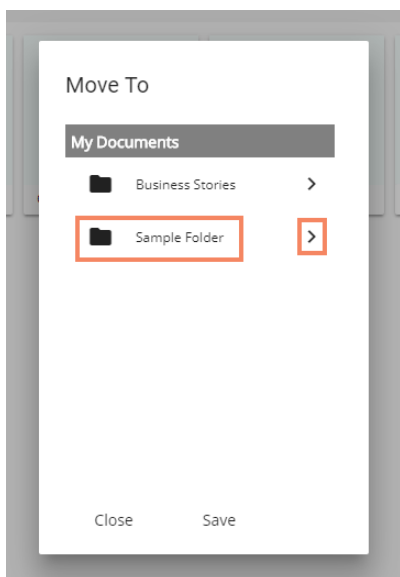 Move To
My Documents
Business Stories
Sample Folder
Close Save